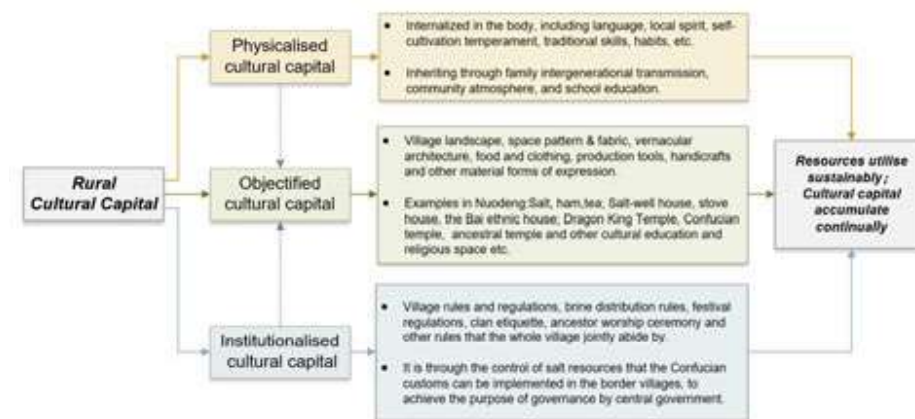 Rural
Cultural Capital
Physicalised
cultural capital
• Internalized in the body, including language, local spirit, self-
cultivation temperament, traditional skills, habits, etc.
• Inheriting through family intergenerational transmission,
community atmosphere, and school education.
Objectified
cultural capital
• Village landscape, space pattern & fabric, vernacular
architecture, food and clothing, production tools, handicrafts
and other material forms of expression.
• Examples in Nuodeng:Salt, ham,tea; Salt-well house, stove
house, the Bai ethnic house; Dragon King Temple, Confucian
temple, ancestral temple and other cultural education and
religious space etc.
Institutionalised
cultural capital
• Village rules and regulations, brine distribution rules, festival
regulations, clan etiquette, ancestor worship ceremony and
other rules that the whole village jointly abide by.
• It is through the control of salt resources that the Confucian
customs can be implemented in the border villages, to
achieve the purpose of governance by central government.
Resources utilise
sustainably;
Cultural capital
accumulate
continually